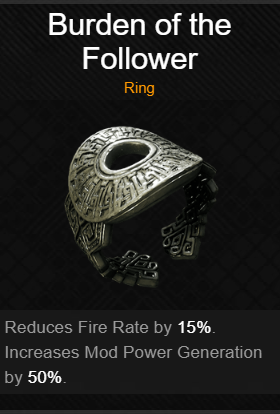 Burden of the
Follower
Ring
Reduces Fire Rate by 15%.
Increases Mod Power Generation
by 50%.